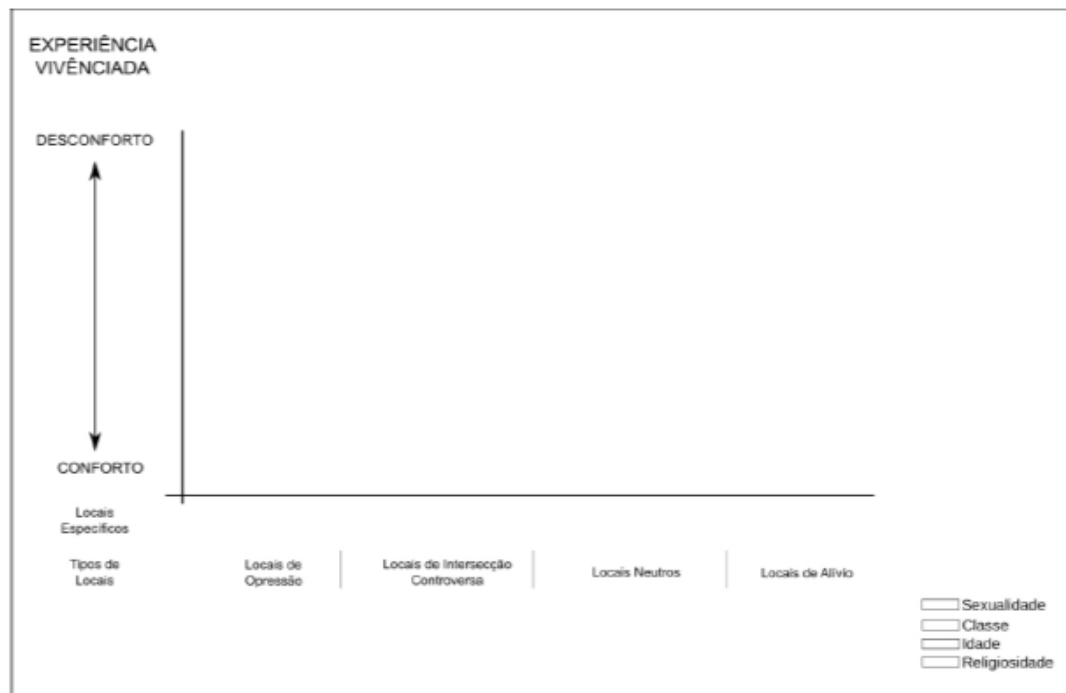 EXPERIÊNCIA
VIVÊNCIADA
DESCONFORTO
CONFORTO
Locais
Específicos
Tipos de
Locais
Locais de
Opressão
Locais de Intersecção
Controversa
Locais Neutros
Locais de Alívio
Sexualidade
Classe
Idade
Religiosidade